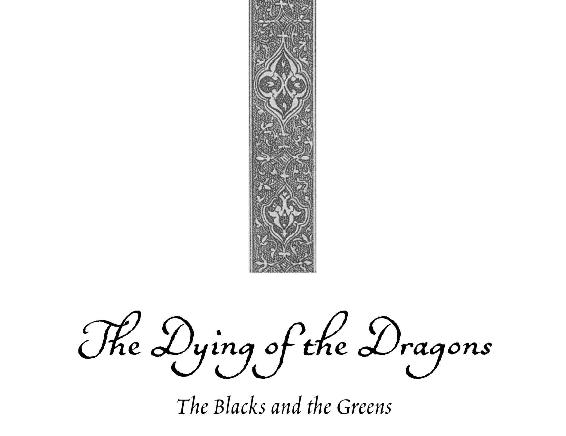 The Dying of the Dragons
The Blacks and the Greens